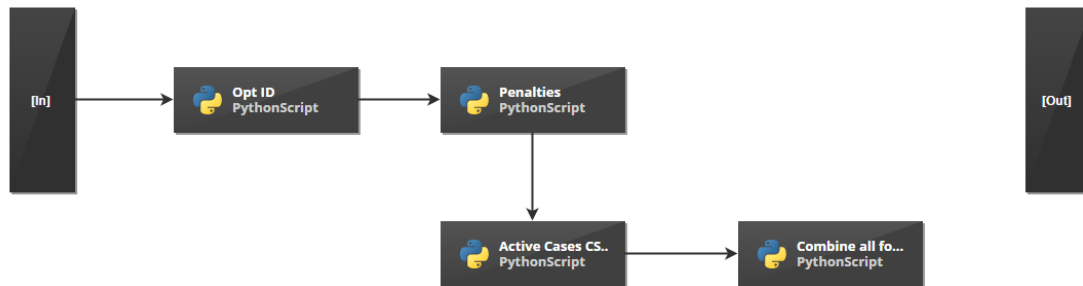 [In]
Opt ID
PythonScript
Penalties
PythonScript
[Out]
Active Cases CS..
PythonScript
Combine all fo...
PythonScript